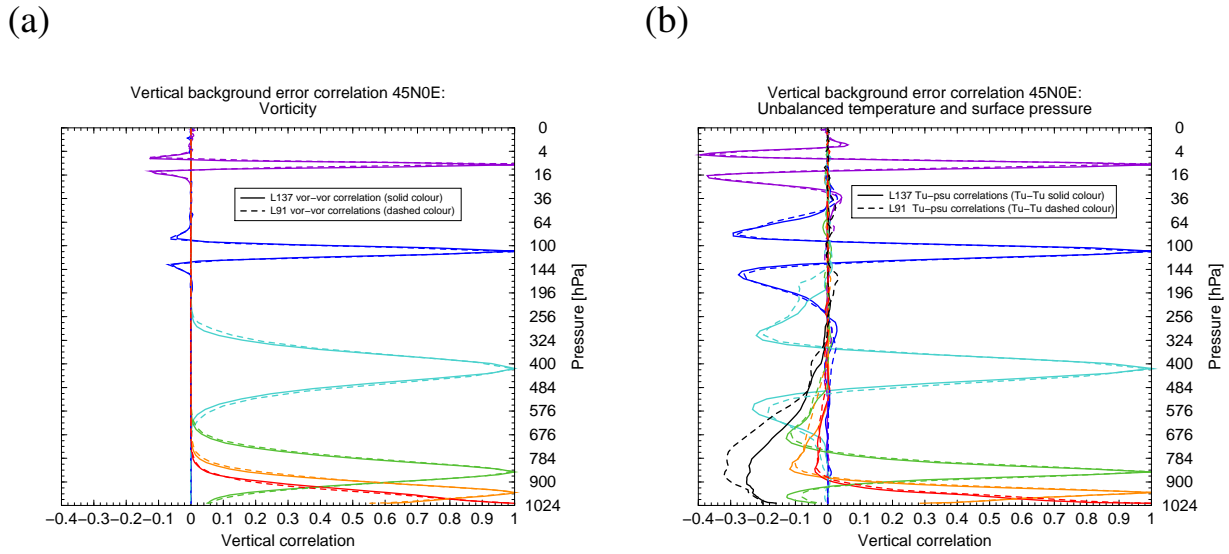 (a)
(b)
Vertical background error correlation 45N0E:
Vorticity
L137 vor−vor correlation (solid colour)
L91 vor−vor correlations (dashed colour)
0
4
16
36
64
100
144
196
256
324
400
484
576
676
784
900
1024
Pressure [hPa]
−0.4−0.3−0.2−0.1 0 0.1 0.2 0.3 0.4 0.5 0.6 0.7 0.8 0.9 1
Vertical correlation
Vertical background error correlation 45N0E:
Unbalanced temperature and surface pressure
L137 Tu−psu correlations (Tu−Tu solid colour)
L91 Tu−psu correlations (Tu−Tu dashed colour)
0
4
16
36
64
100
144
196
256
324
400
484
576
676
784
900
1024
Pressure [hPa]
−0.4−0.3−0.2−0.1 0 0.1 0.2 0.3 0.4 0.5 0.6 0.7 0.8 0.9 1
Vertical correlation